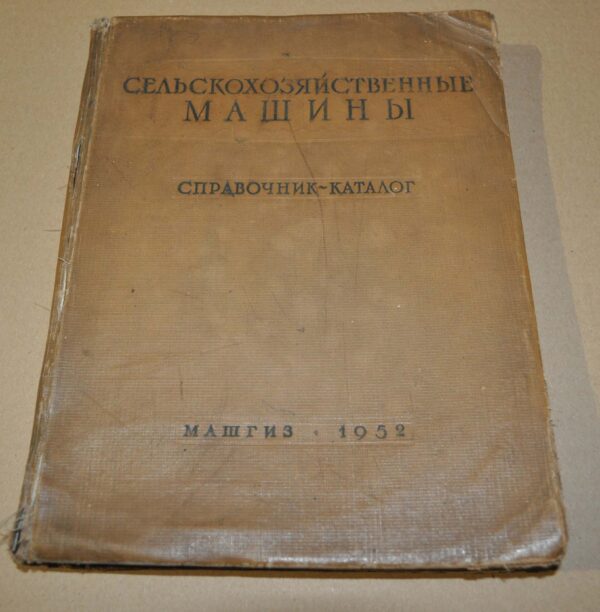 СЕЛЬСКОХОЗЯЙСТВЕННЫЕ
МАШИНЫ
СПРАВОЧНИК-КАТАЛОГ
МАШГИЗ · 1952